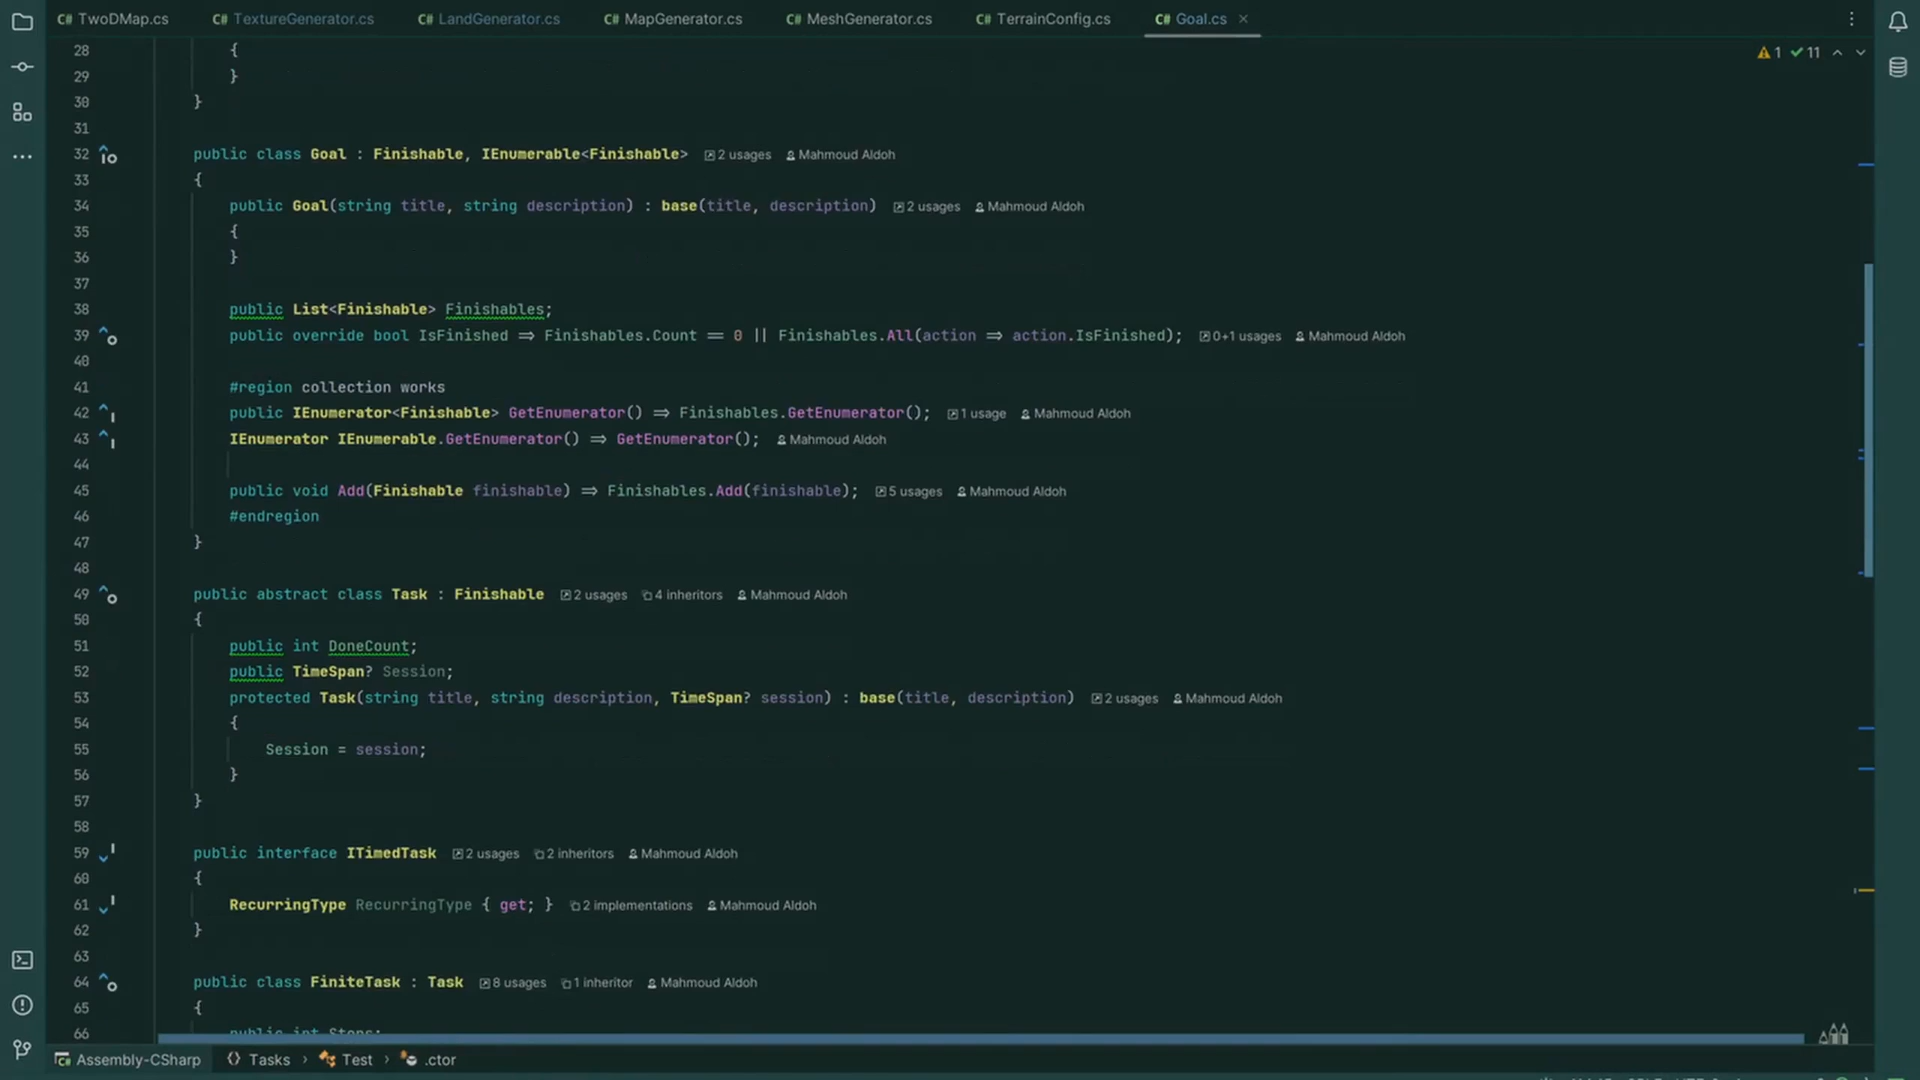 C# TwoDMap.cs C# TextureGenerator.cs C# LandGenerator.cs C# MapGenerator.cs C# MeshGenerator.cs C# TerrainConfig.cs C# Goal.cs ×
1 11
28 {
29 }
30 }
31
32 public class Goal : Finishable, IEnumerable<Finishable> 2 usages Mahmoud Aldoh
33 {
34 public Goal(string title, string description) : base(title, description) 2 usages Mahmoud Aldoh
35 {
36 }
37
38 public List<Finishable> Finishables;
39 public override bool IsFinished => Finishables.Count == 0 || Finishables.All(action => action.IsFinished); 0+1 usages Mahmoud Aldoh
40
41 #region collection works
42 public IEnumerator<Finishable> GetEnumerator() => Finishables.GetEnumerator(); 1 usage Mahmoud Aldoh
43 IEnumerator IEnumerable.GetEnumerator() => GetEnumerator(); Mahmoud Aldoh
44
45 public void Add(Finishable finishable) => Finishables.Add(finishable); 5 usages Mahmoud Aldoh
46 #endregion
47 }
48
49 public abstract class Task : Finishable 2 usages 4 inheritors Mahmoud Aldoh
50 {
51 public int DoneCount;
52 public TimeSpan? Session;
53 protected Task(string title, string description, TimeSpan? session) : base(title, description) 2 usages Mahmoud Aldoh
54 {
55 Session = session;
56 }
57 }
58
59 public interface ITimedTask 2 usages 2 inheritors Mahmoud Aldoh
60 {
61 RecurringType RecurringType { get; } 2 implementations Mahmoud Aldoh
62 }
63
64 public class FiniteTask : Task 8 usages 1 inheritor Mahmoud Aldoh
65 {
66 public int Steps;
Assembly-CSharp Tasks › Test › .ctor